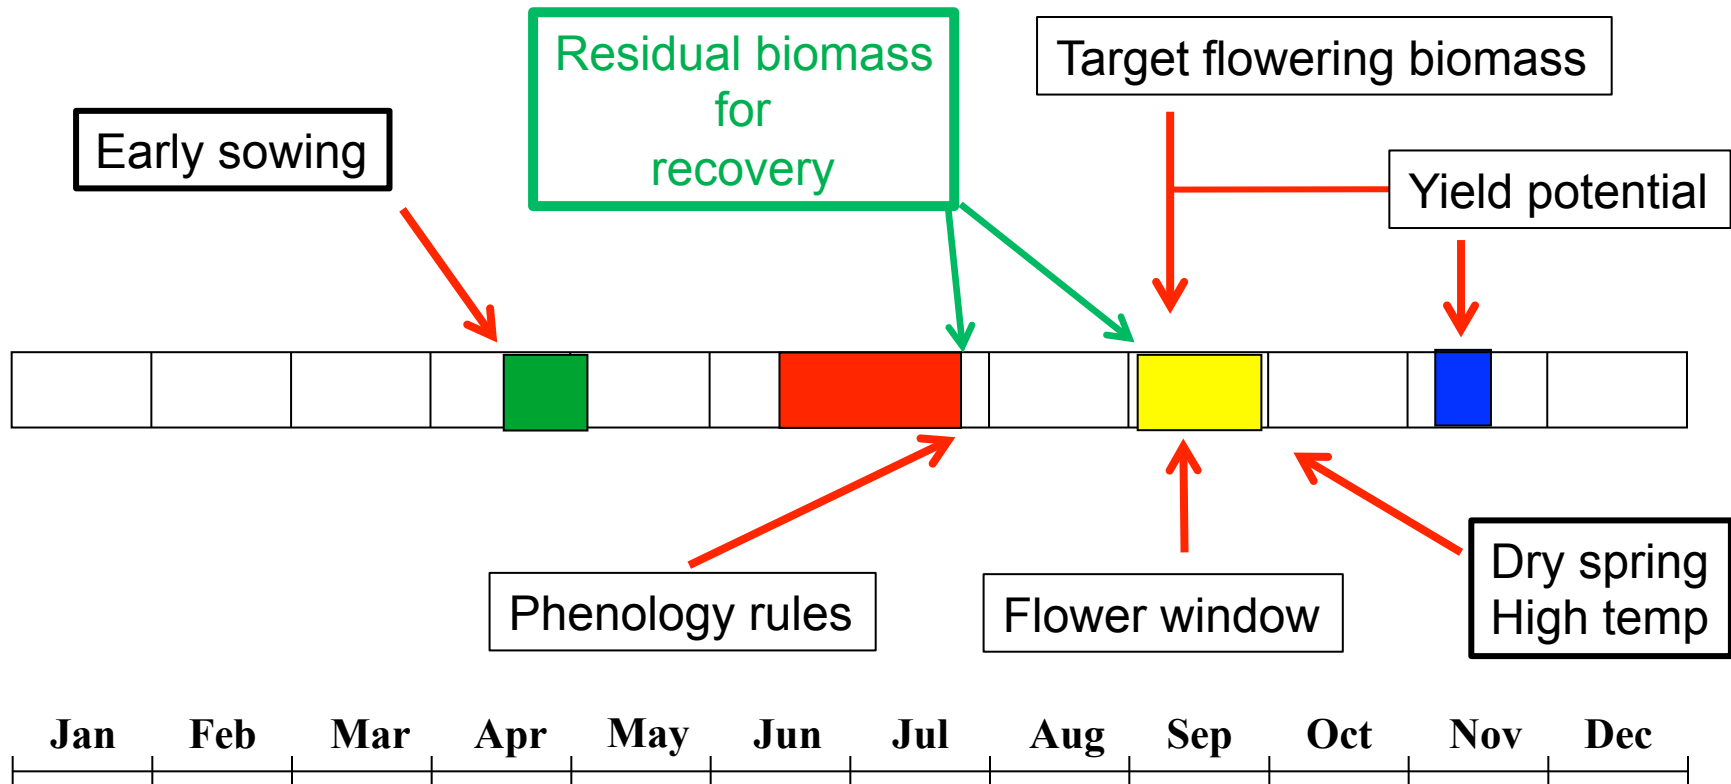 Residual biomass
for
recovery
Target flowering biomass
Early sowing
Yield potential
Phenology rules
Flower window
Dry spring
High temp
Jan Feb Mar Apr May Jun Jul Aug Sep Oct Nov Dec